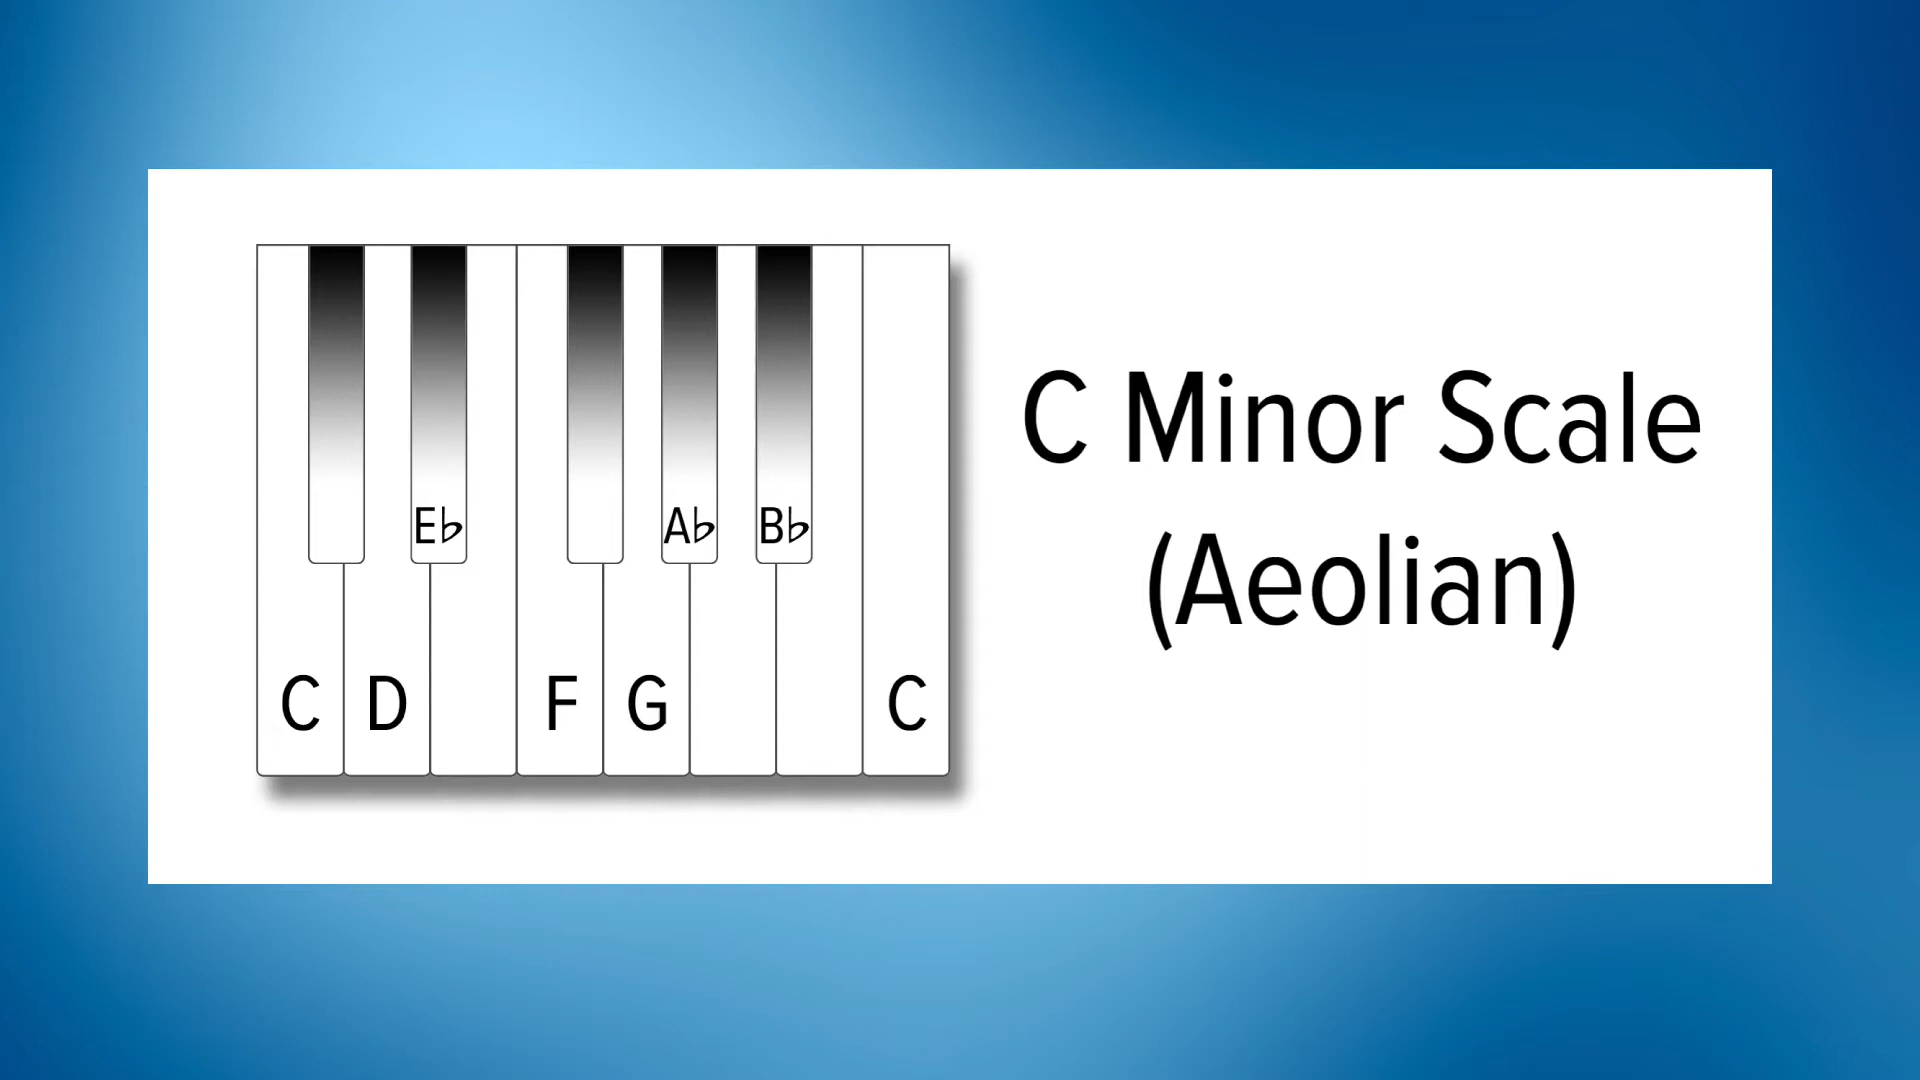 E♭ A♭ B♭
C D F G C
C Minor Scale
(Aeolian)